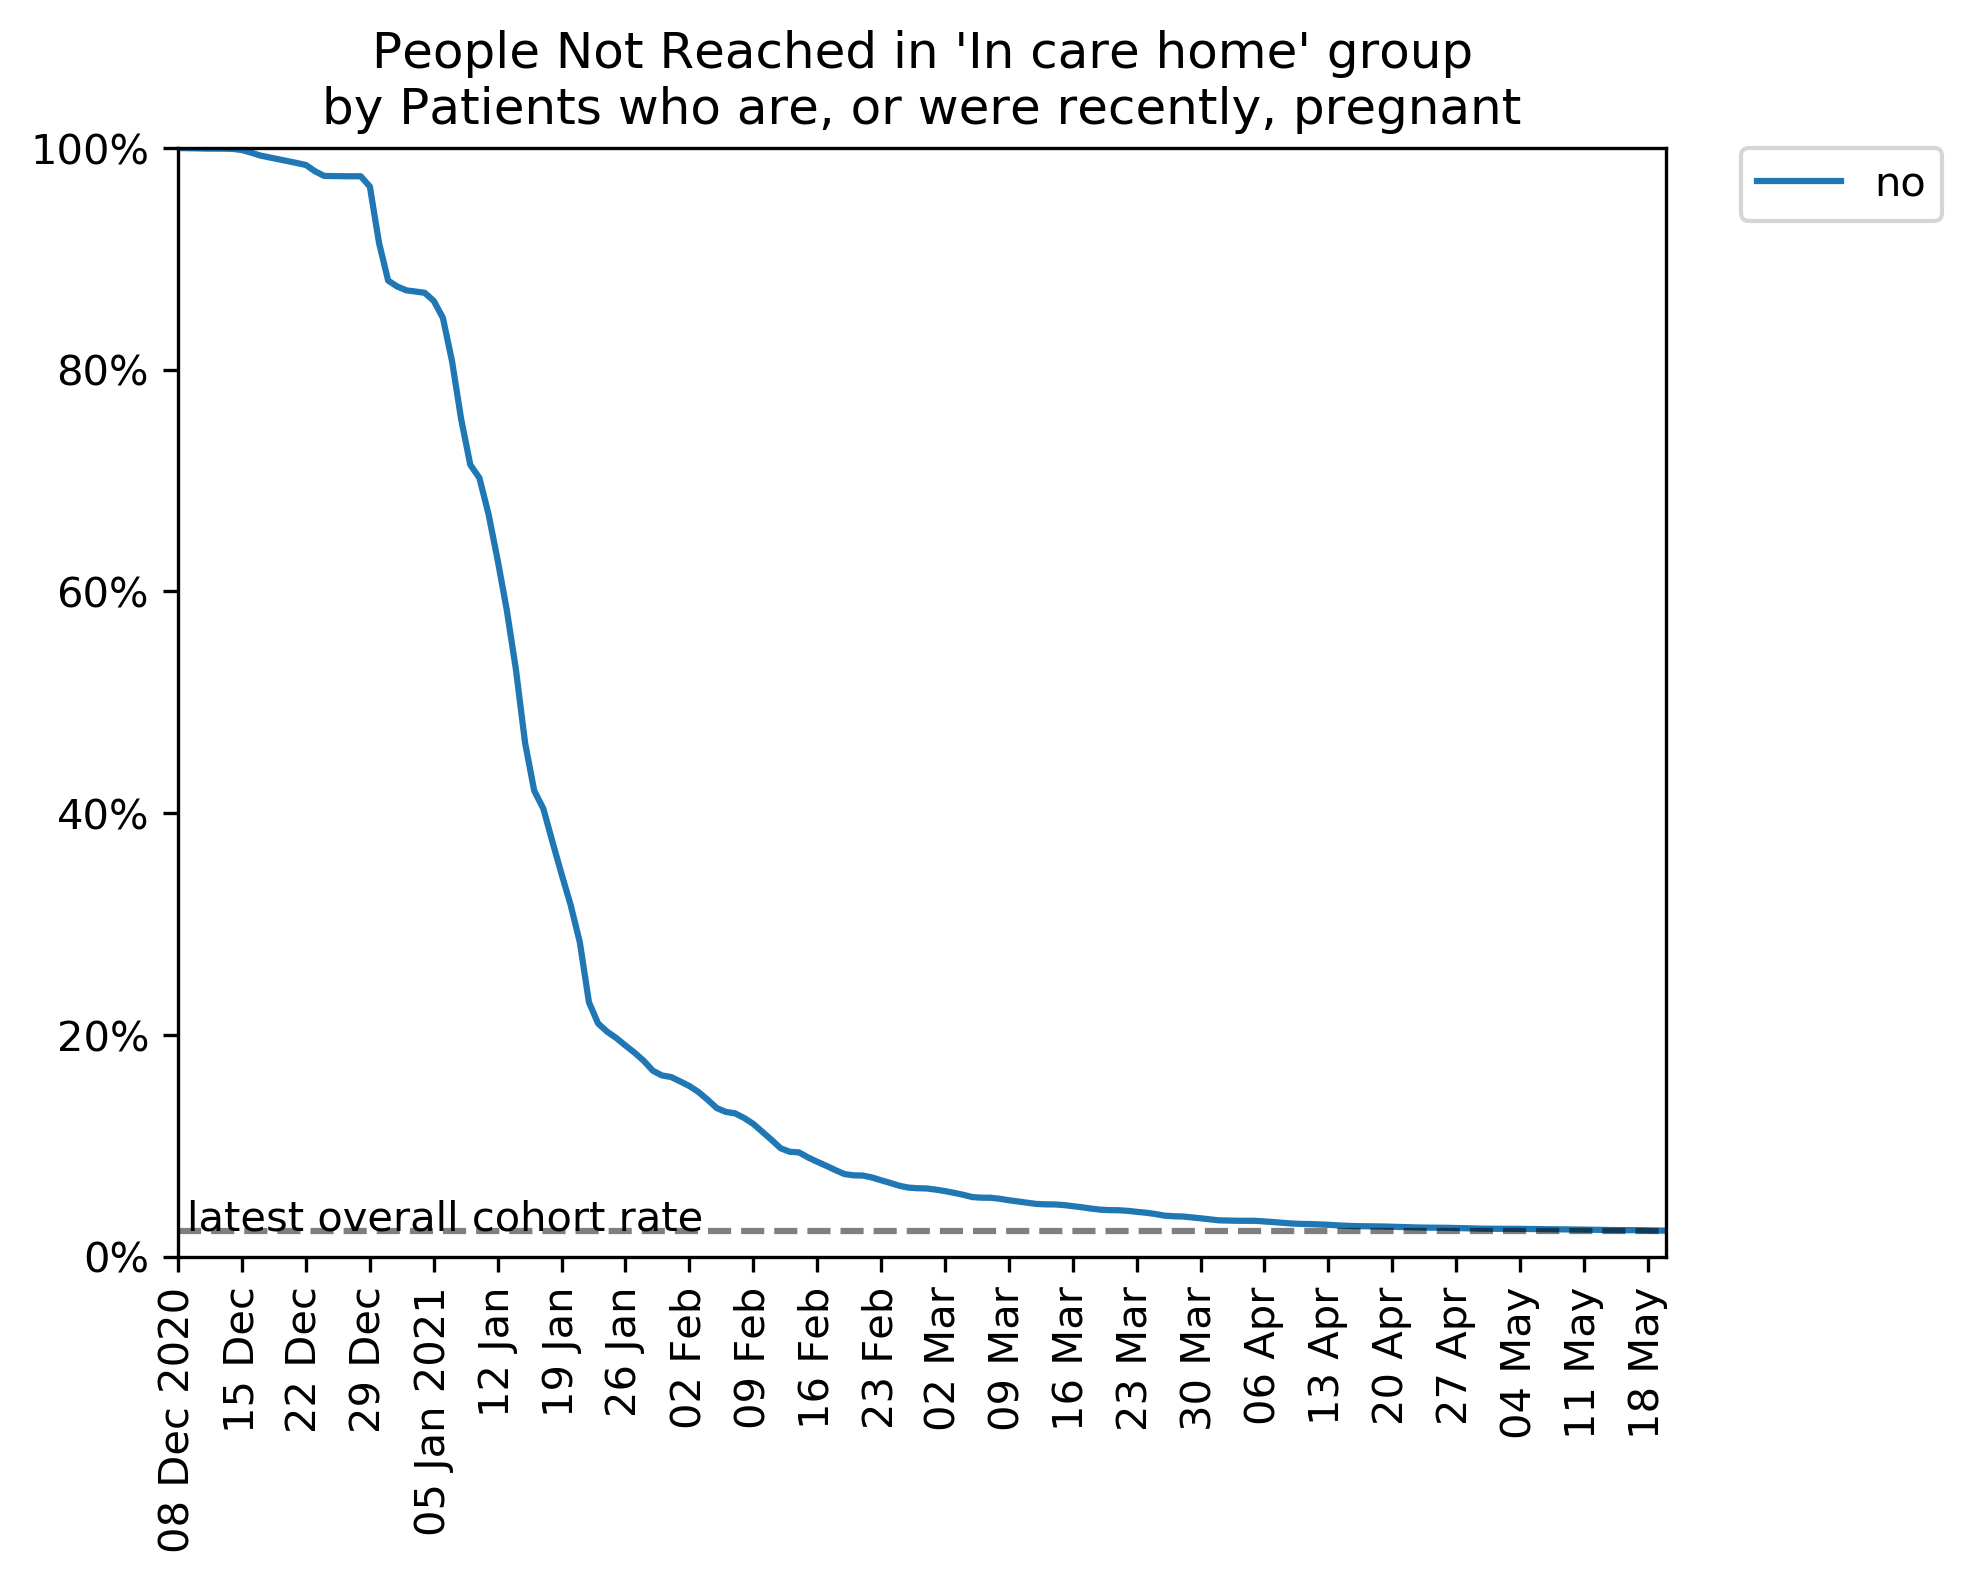 People Not Reached in 'In care home' group
by Patients who are, or were recently, pregnant
100%
80%
60%
40%
20%
0%
no
latest overall cohort rate
08 Dec 2020
15 Dec
22 Dec
29 Dec
05 Jan 2021
12 Jan
19 Jan
26 Jan
02 Feb
09 Feb
16 Feb
23 Feb
02 Mar
09 Mar
16 Mar
23 Mar
30 Mar
06 Apr
13 Apr
20 Apr
27 Apr
04 May
11 May
18 May